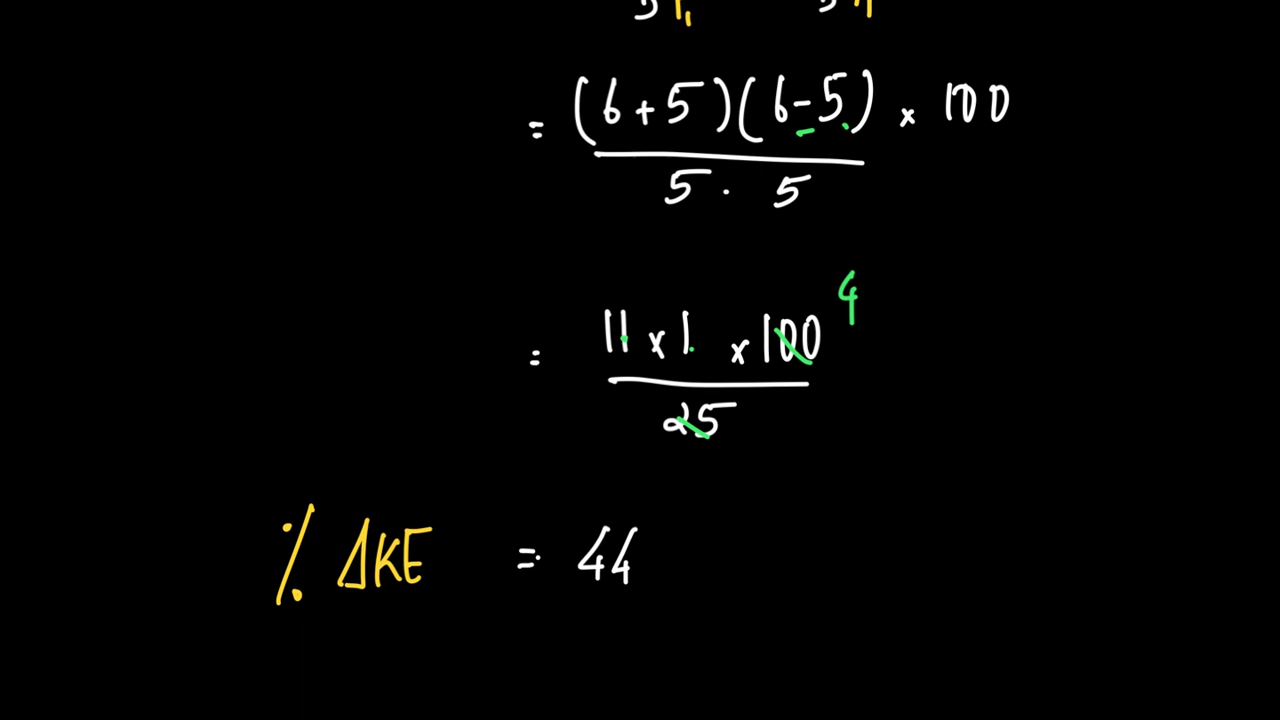 = (6+5)(6-5) × 100
5 · 5
= 11 × 1 × 100 4
25
% ΔKE = 44